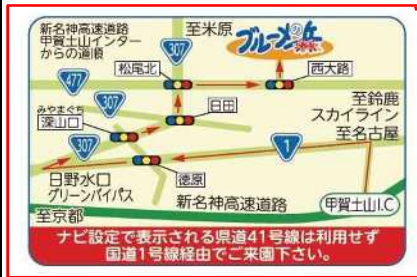 新名神高速道路
甲賀土山インター
からの道順
至米原
ブルーメの丘
307
477
松尾北
西大路
307
みやまぐち
深山口
日田
至鈴鹿
スカイライン
至名古屋
307
1
徳原
日野水口
グリーンバイパス
新名神高速道路
甲賀土山I.C
至京都
ナビ設定で表示される県道41号線は利用せず
国道1号線経由でご来園下さい。